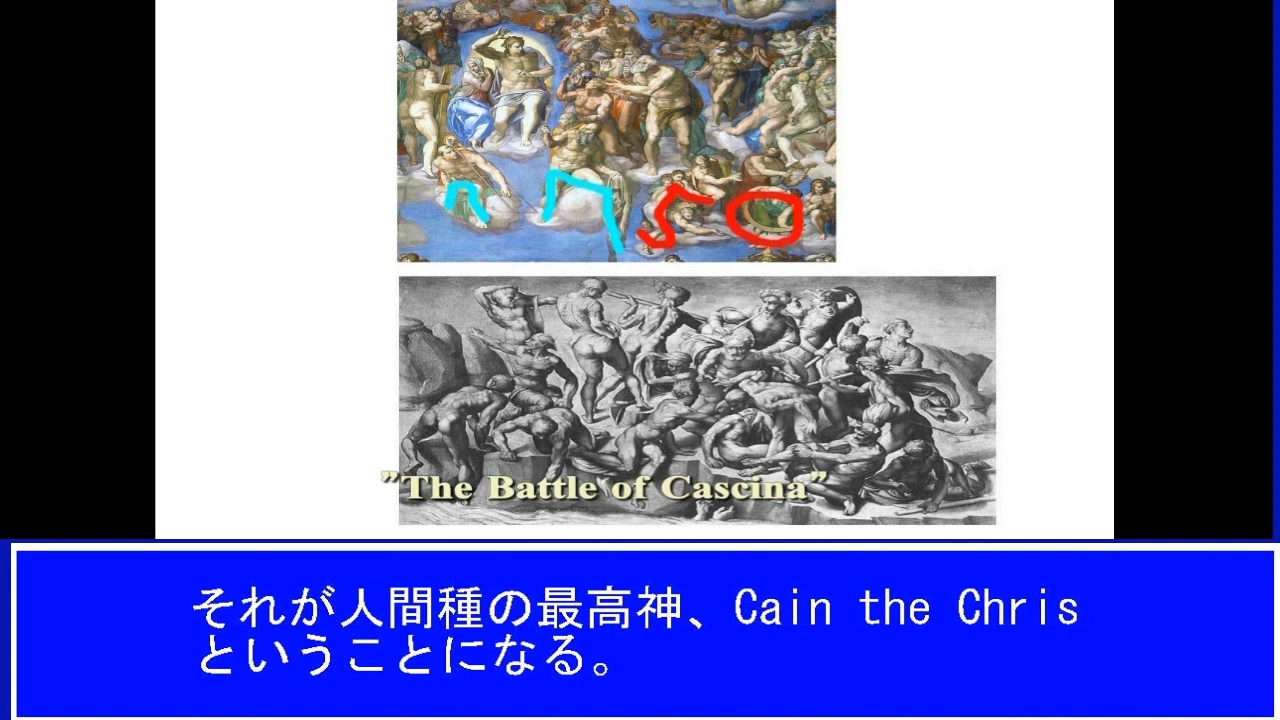 "The Battle of Cascina"
それが人間種の最高神、Cain the Chris
ということになる。